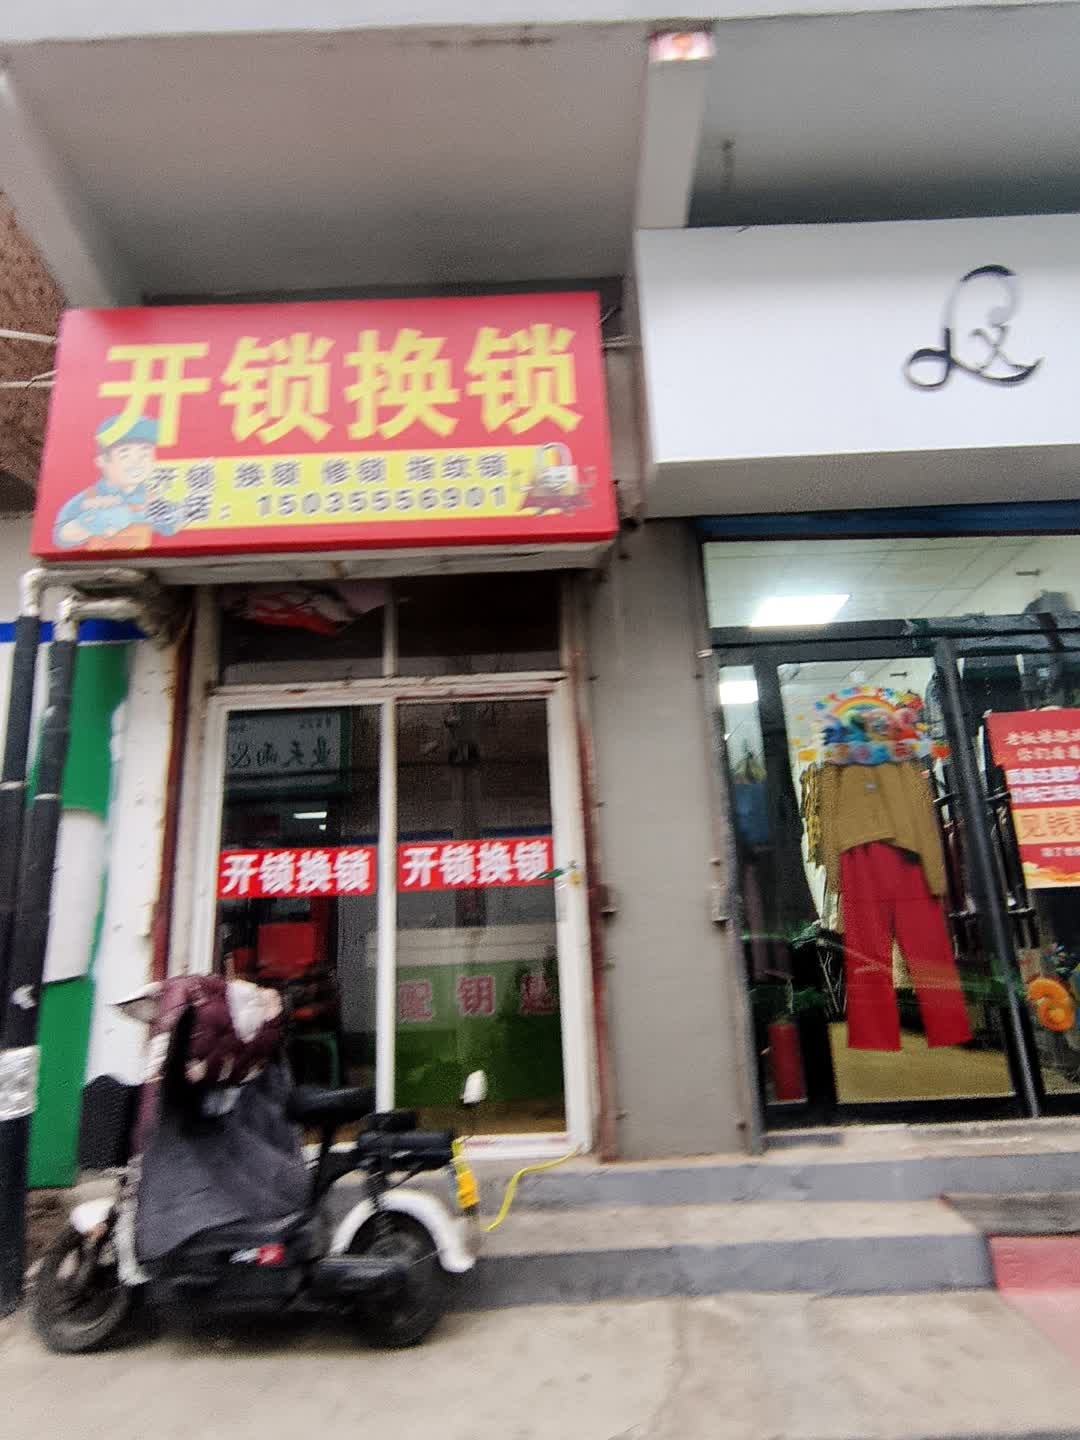 开锁换锁
开锁 换锁 修锁 指纹锁
电话：15035556901
开锁换锁 开锁换锁
配 钥 匙
Lx
见钱